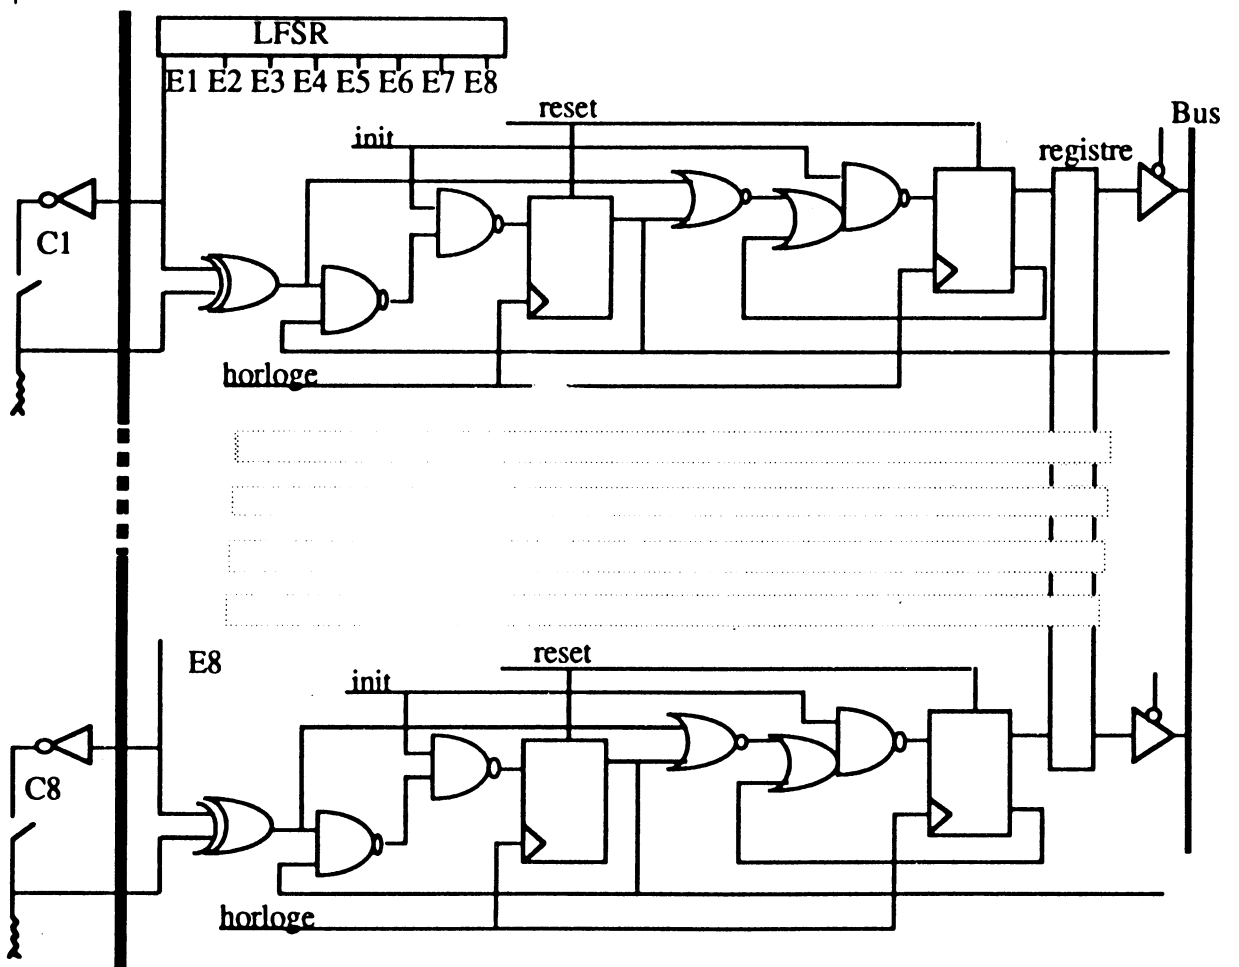 LFSR
E1 E2 E3 E4 E5 E6 E7 E8
reset
Bus
init
registre
C1
horloge
E8
reset
init
C8
horloge